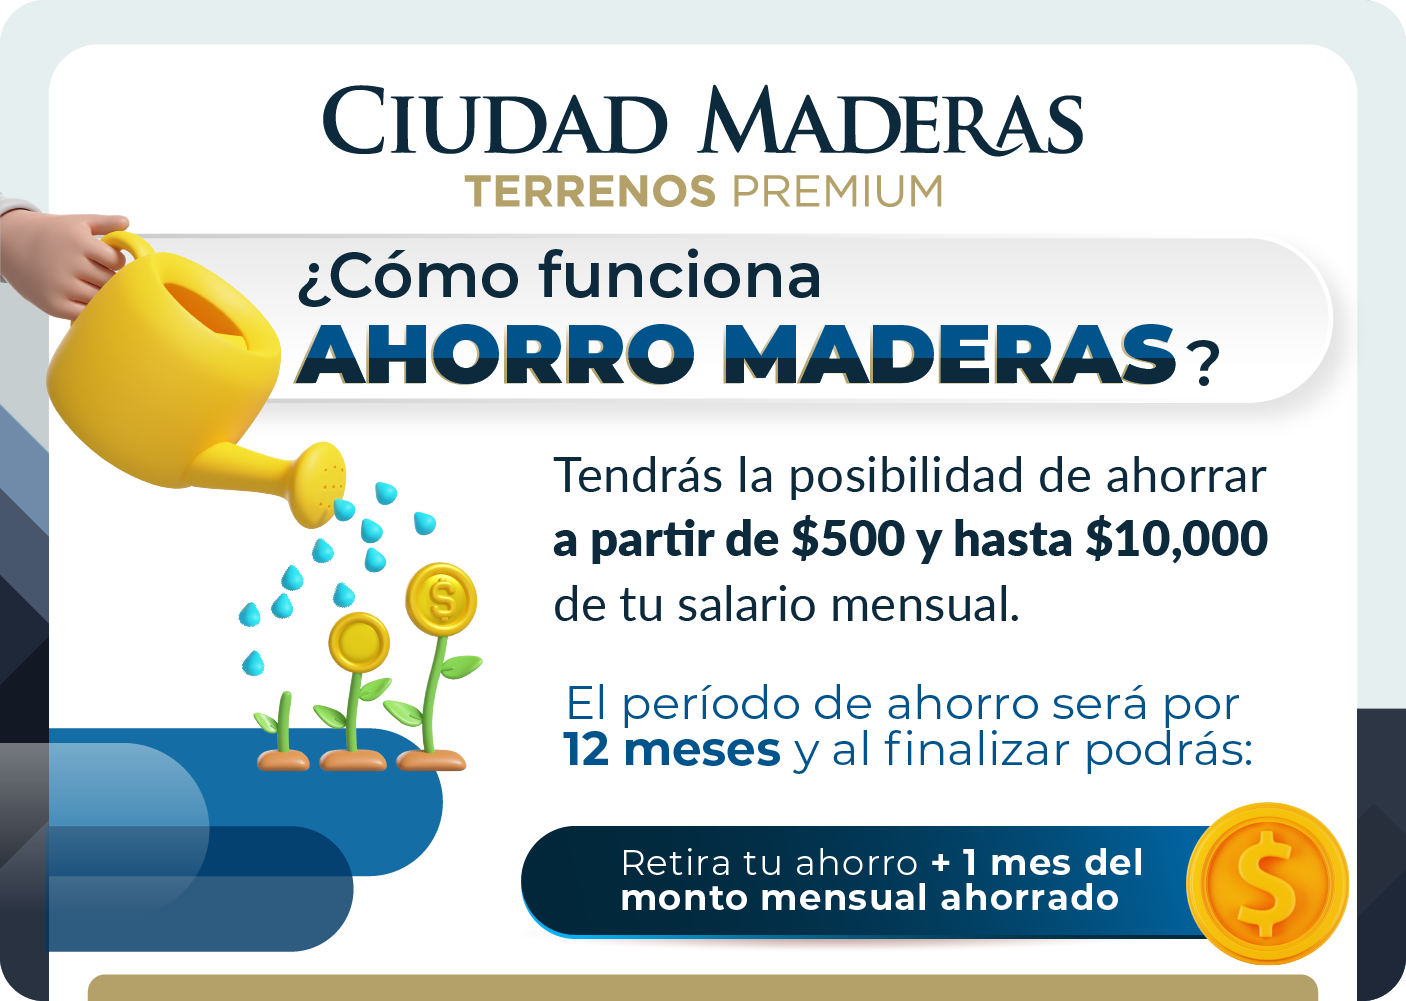 CIUDAD MADERAS
TERRENOS PREMIUM
¿Cómo funciona
AHORRO MADERAS?
Tendrás la posibilidad de ahorrar
a partir de $500 y hasta $10,000
de tu salario mensual.
El período de ahorro será por
12 meses y al finalizar podrás:
Retira tu ahorro + 1 mes del
monto mensual ahorrado
$
$